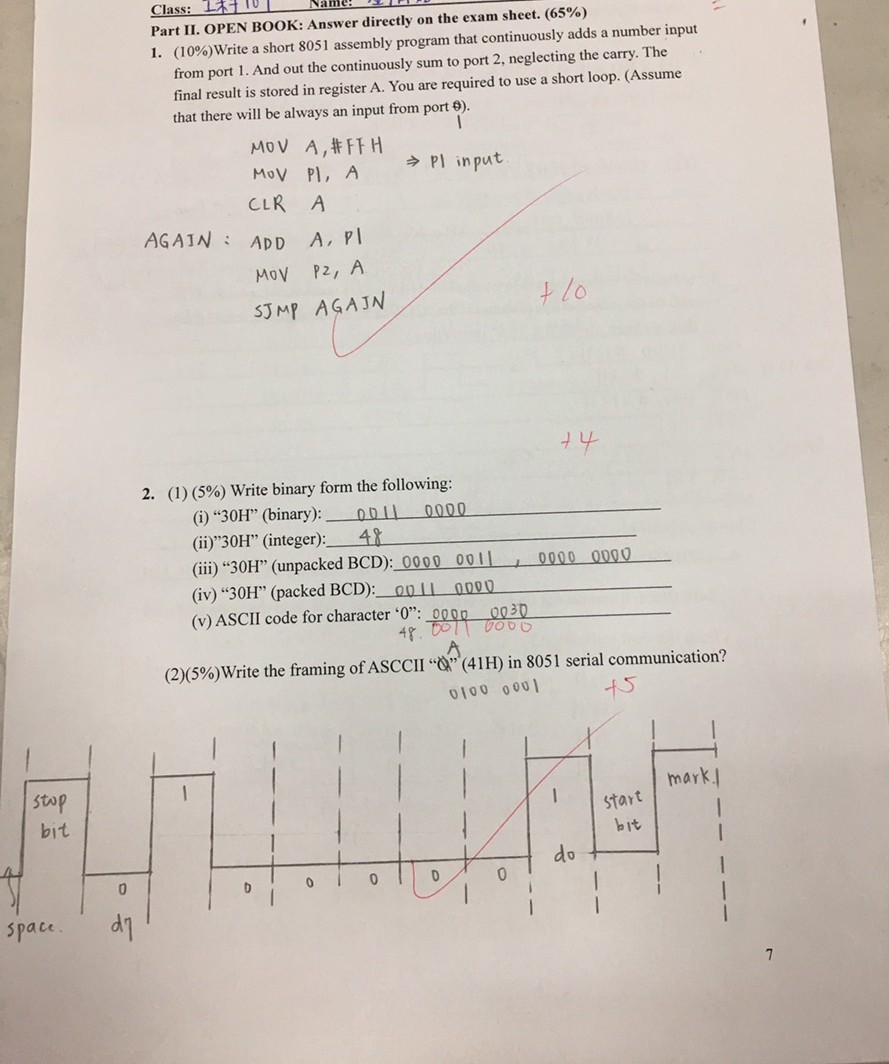 Class: 101 Name:
Part II. OPEN BOOK: Answer directly on the exam sheet. (65%)
1. (10%)Write a short 8051 assembly program that continuously adds a number input
from port 1. And out the continuously sum to port 2, neglecting the carry. The
final result is stored in register A. You are required to use a short loop. (Assume
that there will be always an input from port 0).
1
MOV A,#FFH
MOV P1, A ⇒ P1 input
CLR A
AGAIN : ADD A, P1
MOV P2, A
SJMP AGAIN
+10
+4
2. (1) (5%) Write binary form the following:
(i) “30H” (binary): 0011 0000
(ii)”30H” (integer): 48
(iii) “30H” (unpacked BCD): 0000 0011 , 0000 0000
(iv) “30H” (packed BCD): 0011 0000
(v) ASCII code for character ‘0”: 0000 0030
48. 0011 0000
A
(2)(5%)Write the framing of ASCCII “Q” (41H) in 8051 serial communication?
0100 0001 +5
stop bit 1 1 start bit mark
0 0 0 0 0 0 d0
space. d7
7